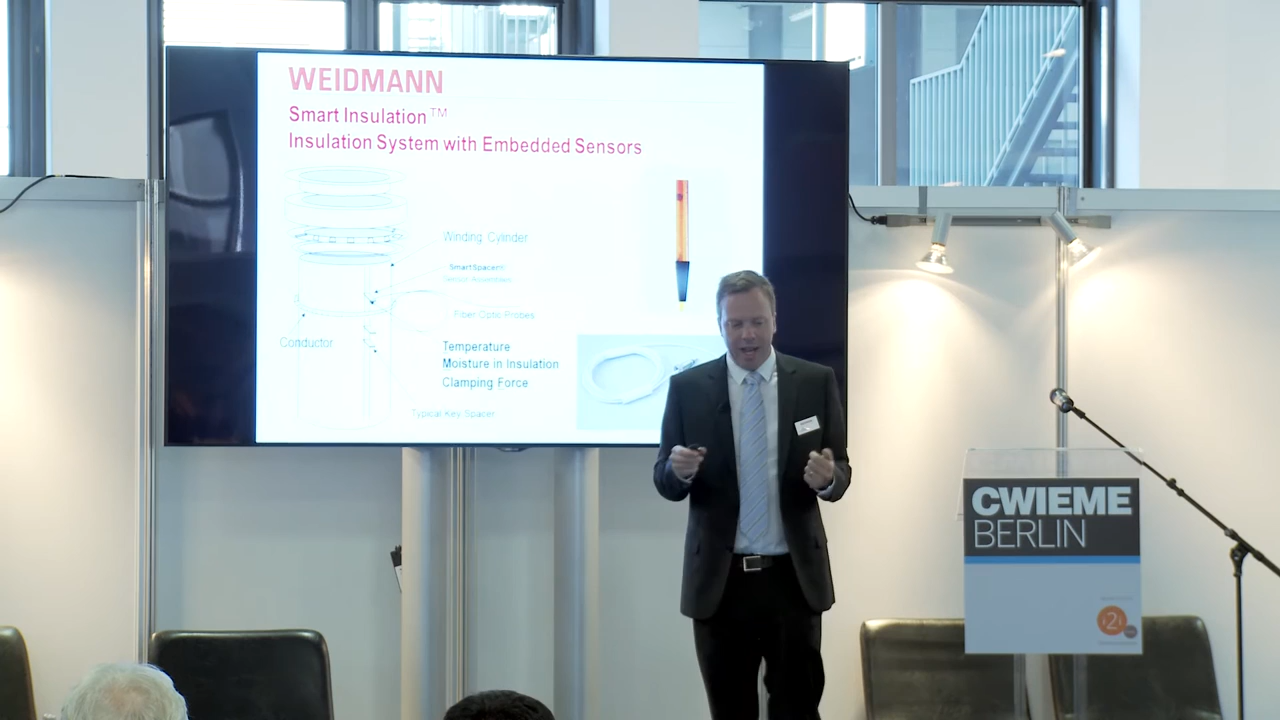 WEIDMANN
Smart Insulation™
Insulation System with Embedded Sensors
Winding Cylinder
Fiber Optic Probes
Conductor
Temperature
Moisture in Insulation
Clamping Force
Typical Key Spacer
CWIEME
BERLIN
i2i